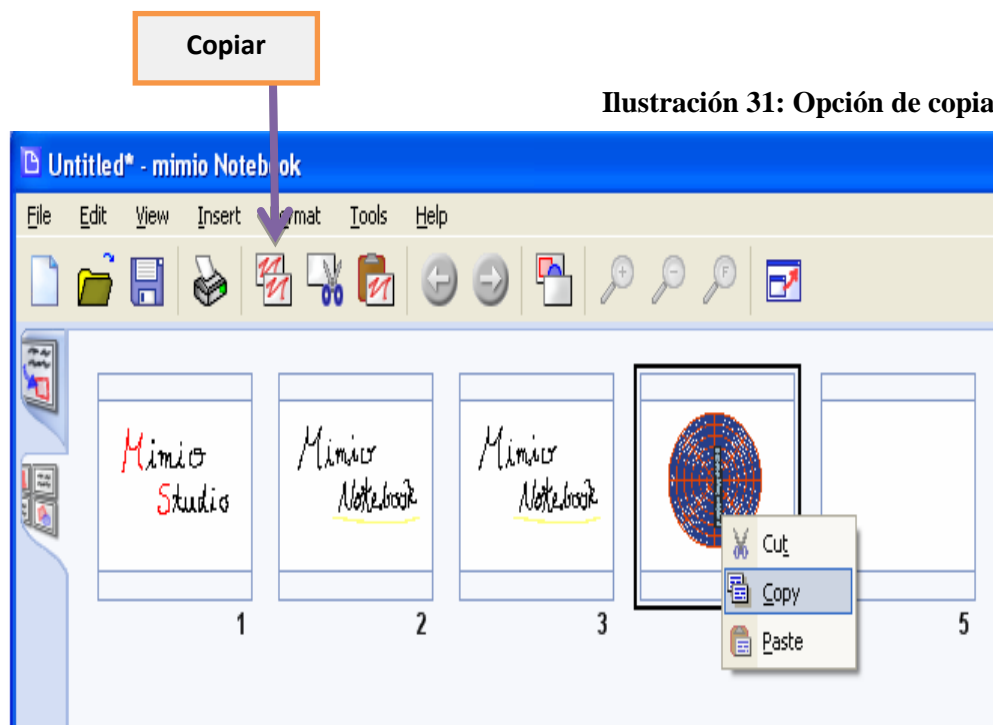 Copiar
Ilustración 31: Opción de copia
Untitled* - mimio Notebook
File Edit View Insert Tools Help
Mimio
Studio
Mimio
Notebook
Mimio
Notebook
Cut
Copy
Paste
1 2 3 5